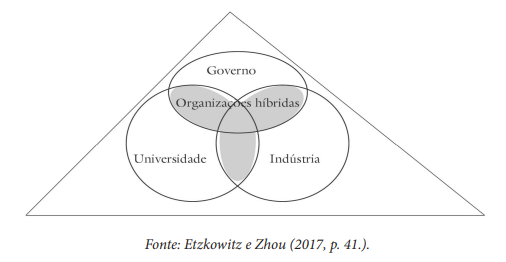 Governo
Organizações híbridas
Universidade
Indústria
Fonte: Etzkowitz e Zhou (2017, p. 41.).